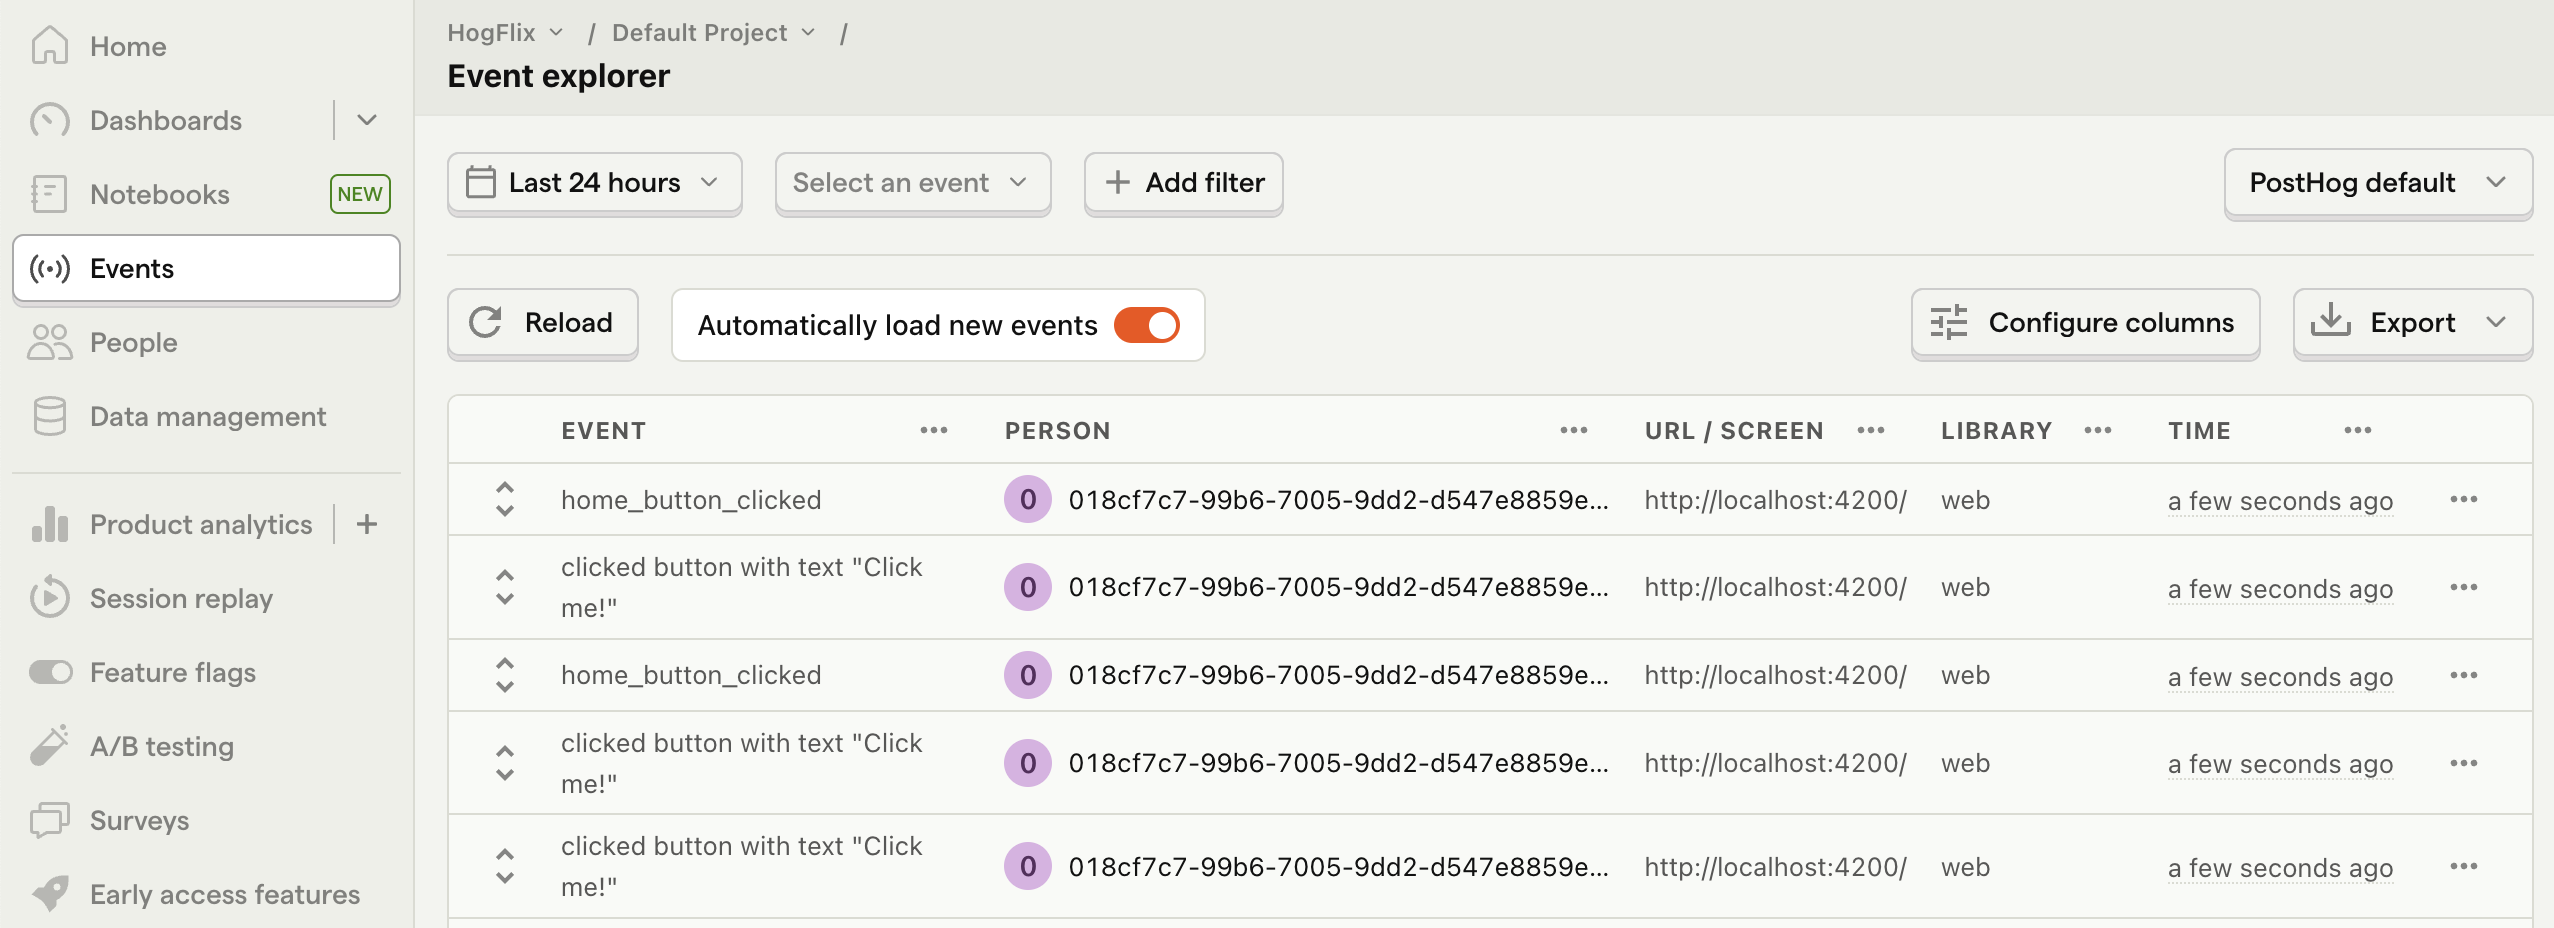 Home
Dashboards
Notebooks NEW
Events
People
Data management
Product analytics
Session replay
Feature flags
A/B testing
Surveys
Early access features
HogFlix / Default Project /
Event explorer
Last 24 hours Select an event Add filter PostHog default
Reload Automatically load new events Configure columns Export
EVENT PERSON URL / SCREEN LIBRARY TIME
home_button_clicked 0 018cf7c7-99b6-7005-9dd2-d547e8859e... http://localhost:4200/ web a few seconds ago
clicked button with text "Click
me!" 0 018cf7c7-99b6-7005-9dd2-d547e8859e... http://localhost:4200/ web a few seconds ago
home_button_clicked 0 018cf7c7-99b6-7005-9dd2-d547e8859e... http://localhost:4200/ web a few seconds ago
clicked button with text "Click
me!" 0 018cf7c7-99b6-7005-9dd2-d547e8859e... http://localhost:4200/ web a few seconds ago
clicked button with text "Click
me!" 0 018cf7c7-99b6-7005-9dd2-d547e8859e... http://localhost:4200/ web a few seconds ago